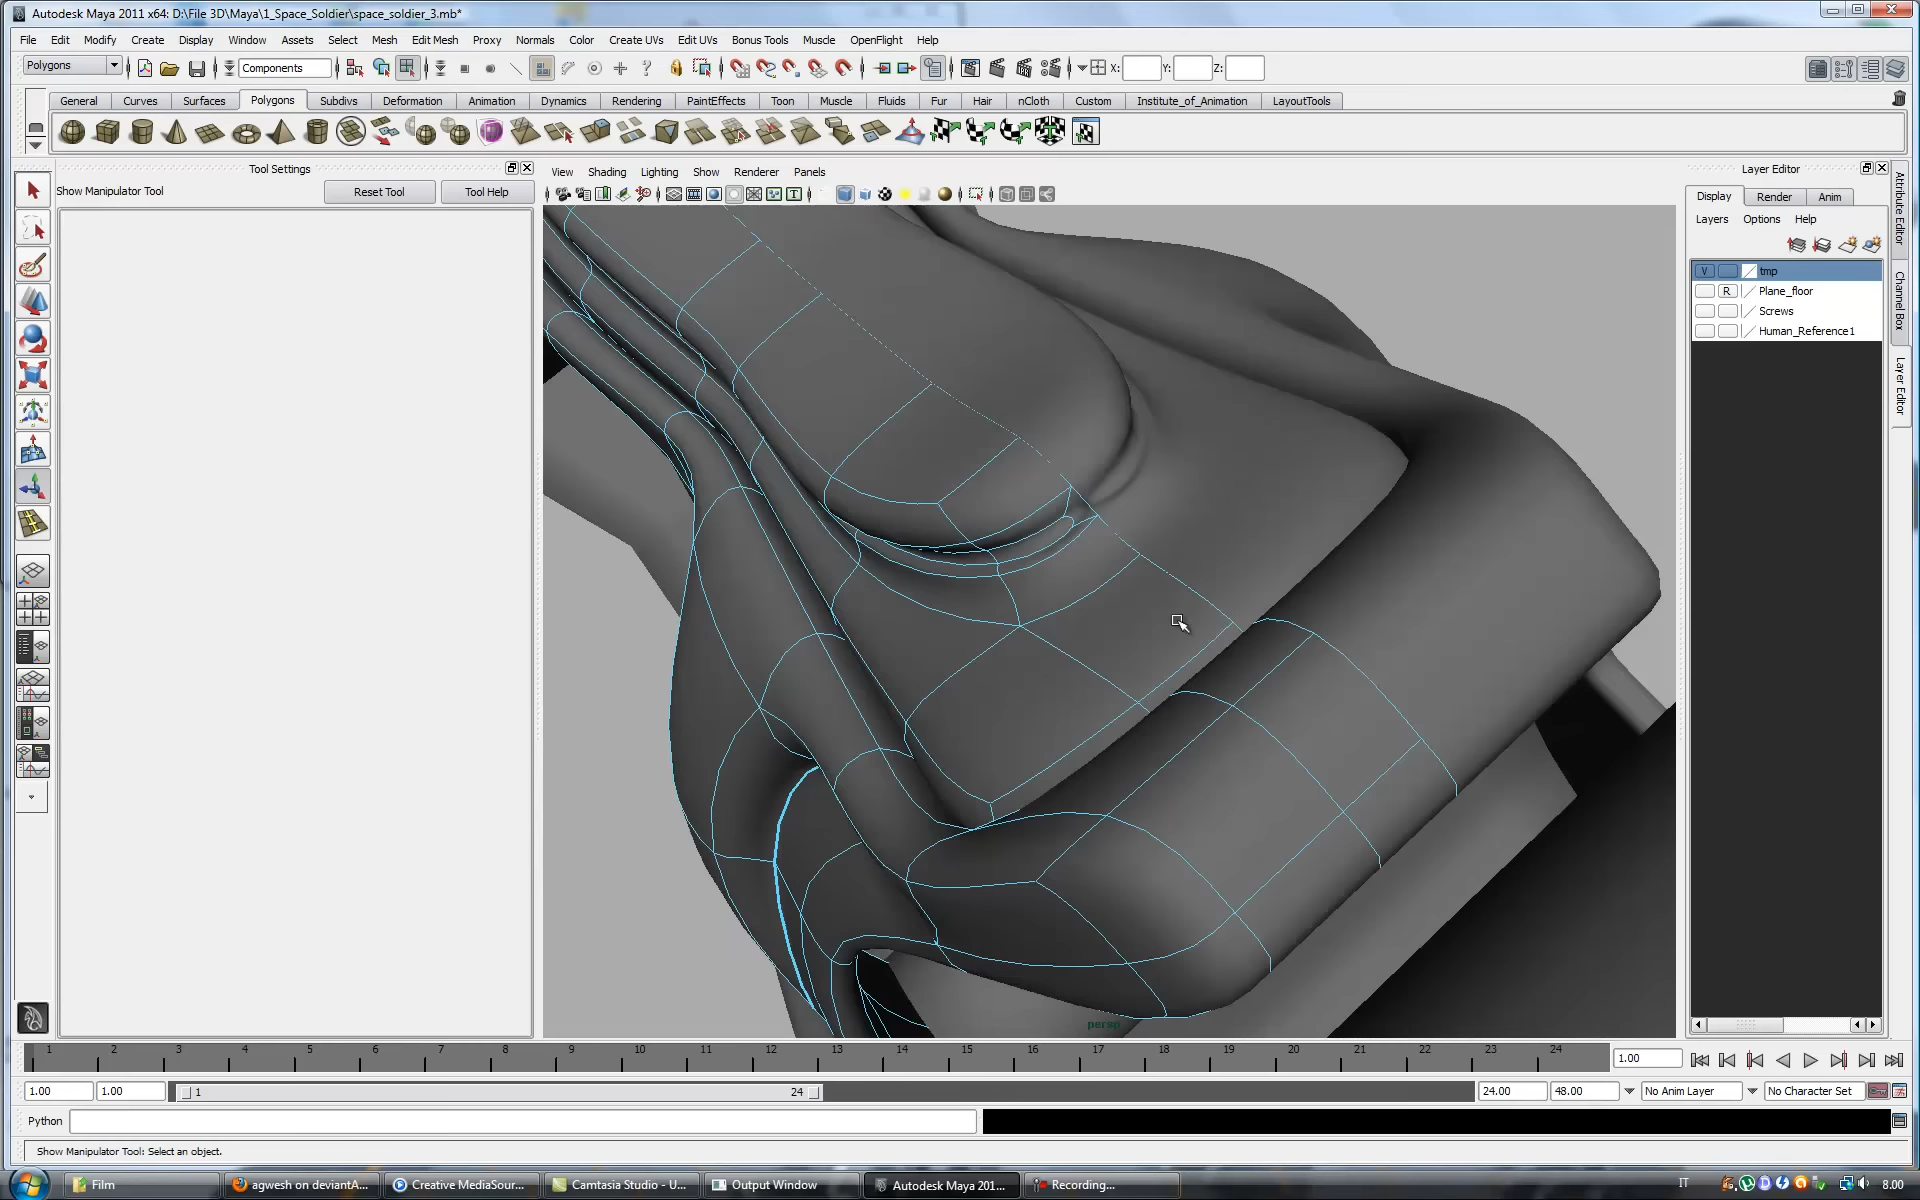 Autodesk Maya 2011 x64: D:\File 3D\Maya\1_Space_Soldier\space_soldier_3.mb*
File Edit Modify Create Display Window Assets Select Mesh Edit Mesh Proxy Normals Color Create UVs Edit UVs Bonus Tools Muscle OpenFlight Help
Polygons Components X: Y: Z:
General Curves Surfaces Polygons Subdivs Deformation Animation Dynamics Rendering PaintEffects Toon Muscle Fluids Fur Hair nCloth Custom Institute_of_Animation LayoutTools
Tool Settings
Show Manipulator Tool Reset Tool Tool Help
View Shading Lighting Show Renderer Panels
Layer Editor
Display Render Anim
Layers Options Help
V tmp
R Plane_floor
Screws
Human_Reference1
Attribute Editor
Channel Box
Layer Editor
persp
1 2 3 4 5 6 7 8 9 10 11 12 13 14 15 16 17 18 19 20 21 22 23 24 1.00
1.00 1.00 1 24 24.00 48.00 No Anim Layer No Character Set
Python
Show Manipulator Tool: Select an object.
Film agwesh on deviantA... Creative MediaSour... Camtasia Studio - U... Output Window Autodesk Maya 201... Recording... IT 8.00